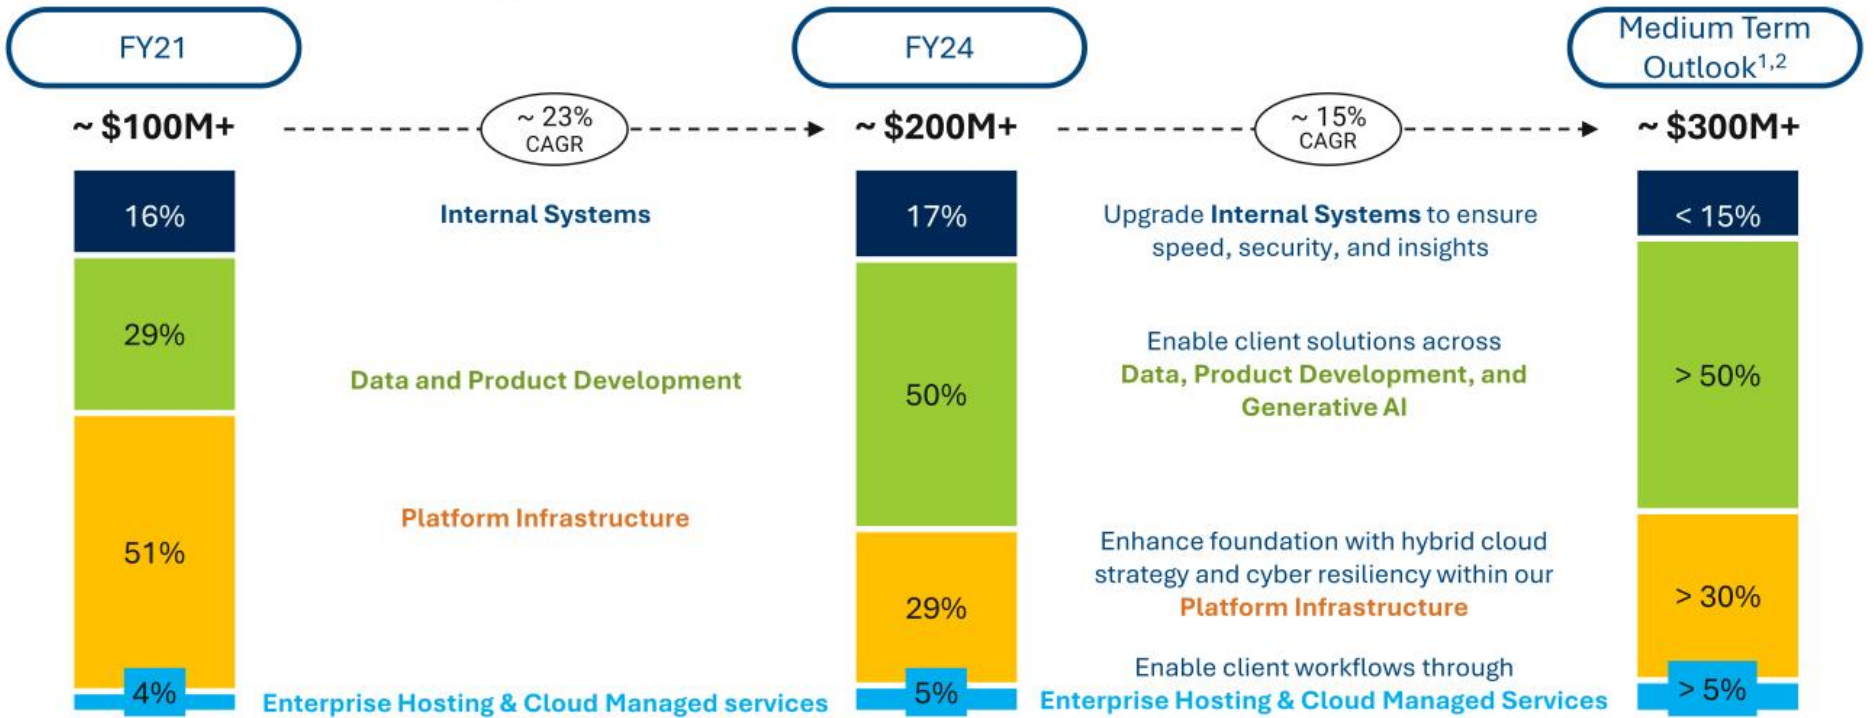 FY21
FY24
Medium Term
Outlook1,2
~ $100M+
~ 23%
CAGR
~ $200M+
~ 15%
CAGR
~ $300M+
16%
29%
51%
4%
Internal Systems
Data and Product Development
Platform Infrastructure
Enterprise Hosting & Cloud Managed services
17%
50%
29%
5%
Upgrade Internal Systems to ensure
speed, security, and insights
Enable client solutions across
Data, Product Development, and
Generative AI
Enhance foundation with hybrid cloud
strategy and cyber resiliency within our
Platform Infrastructure
Enable client workflows through
Enterprise Hosting & Cloud Managed Services
< 15%
> 50%
> 30%
> 5%